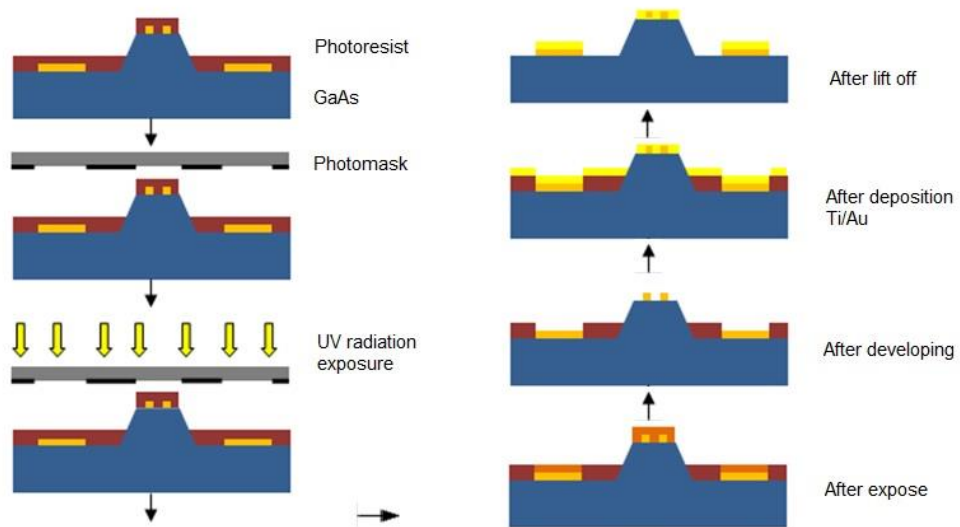 Photoresist
GaAs
Photomask
UV radiation
exposure
After lift off
After deposition
Ti/Au
After developing
After expose